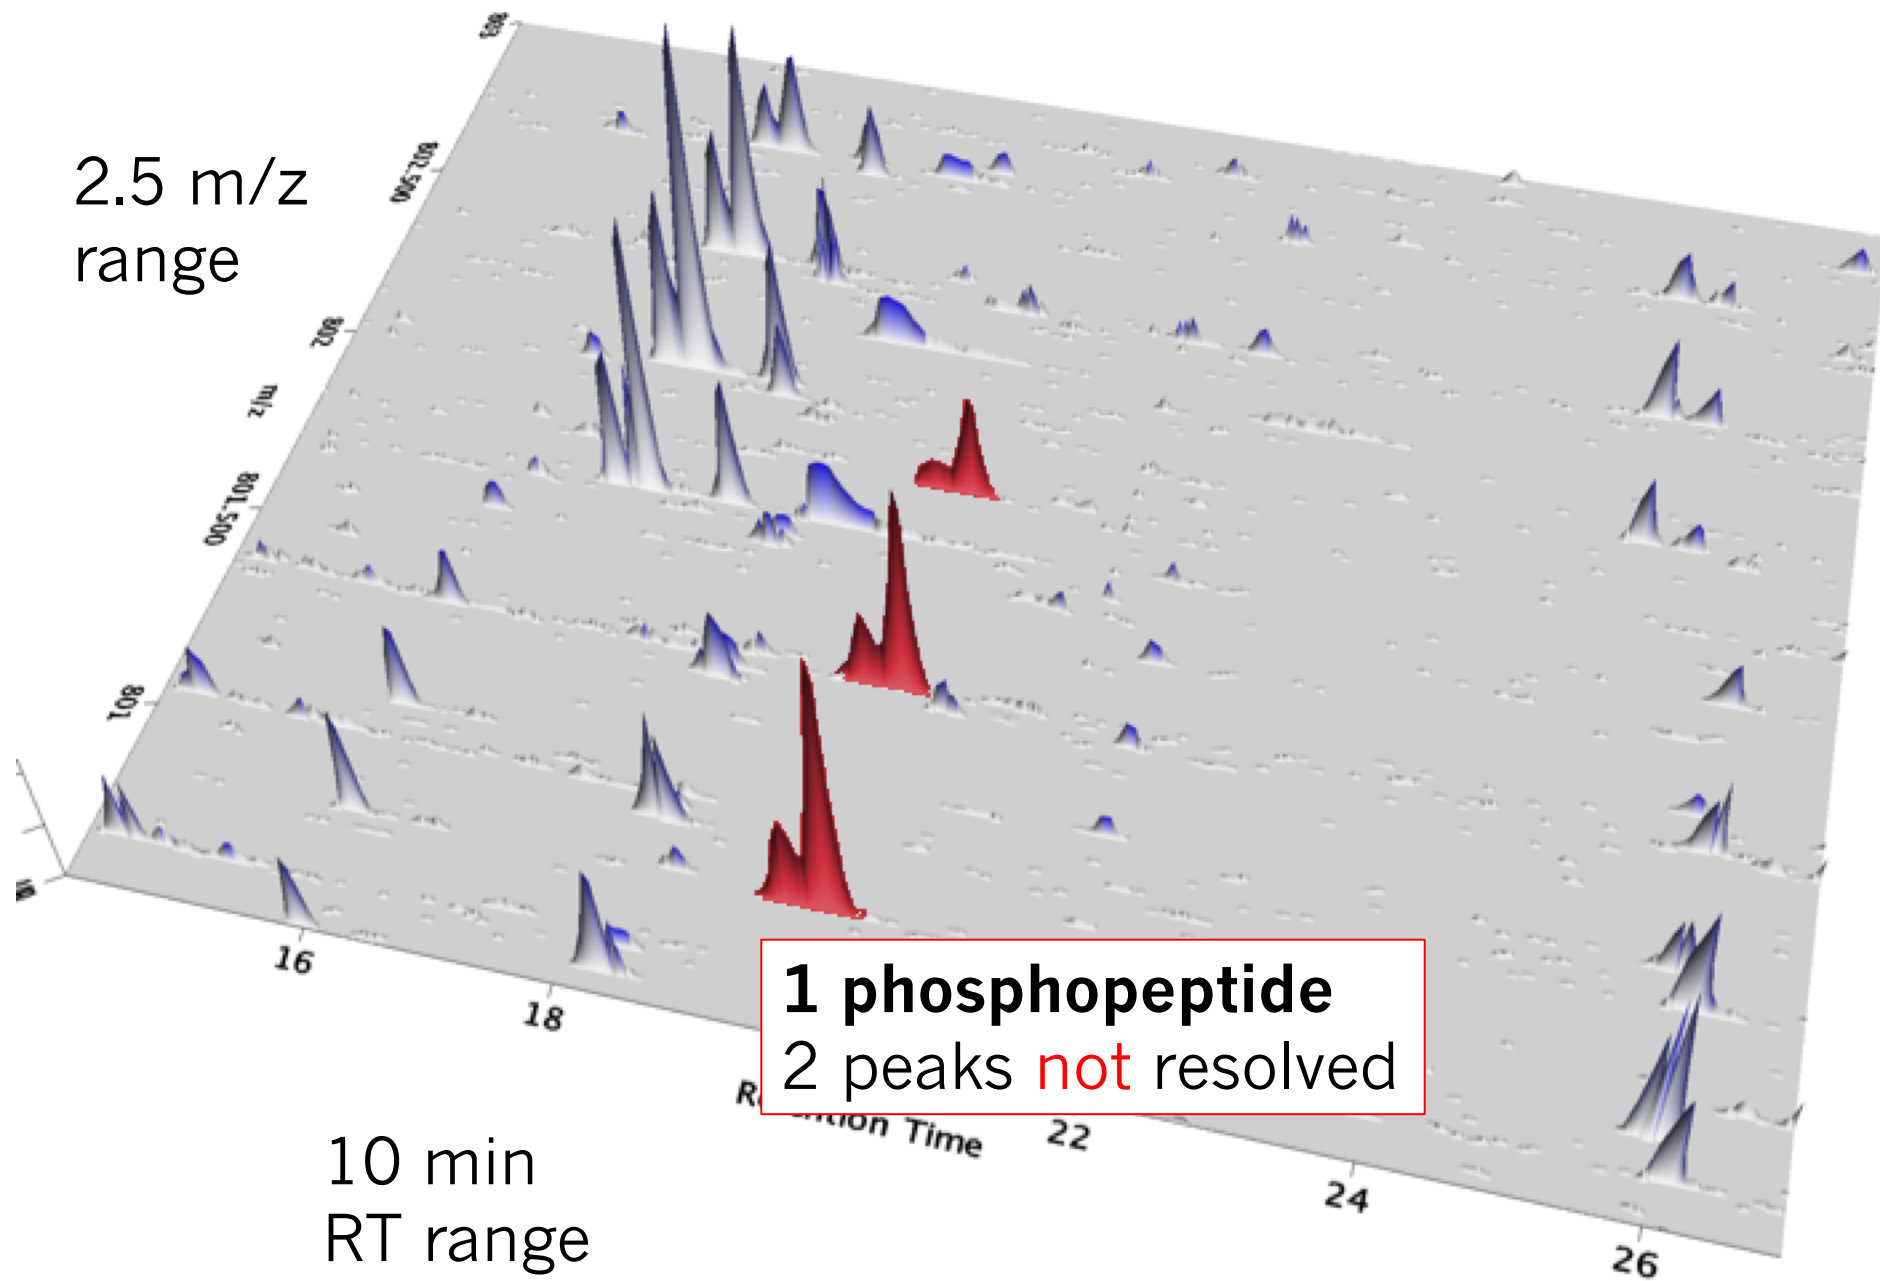 803
802.500
2.5 m/z
range
802
m/z
801.500
801
16
18
1 phosphopeptide
2 peaks not resolved
Time
22
24
26
10 min
RT range